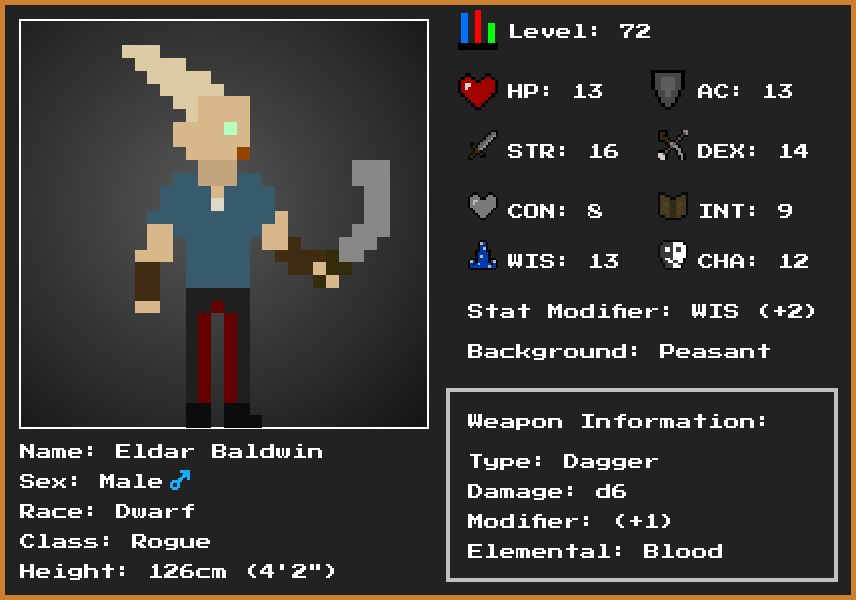 Level: 72
HP: 13 AC: 13
STR: 16 DEX: 14
CON: 8 INT: 9
WIS: 13 CHA: 12
Stat Modifier: WIS (+2)
Background: Peasant
Weapon Information:
Type: Dagger
Damage: d6
Modifier: (+1)
Elemental: Blood
Name: Eldar Baldwin
Sex: Male♂
Race: Dwarf
Class: Rogue
Height: 126cm (4'2")